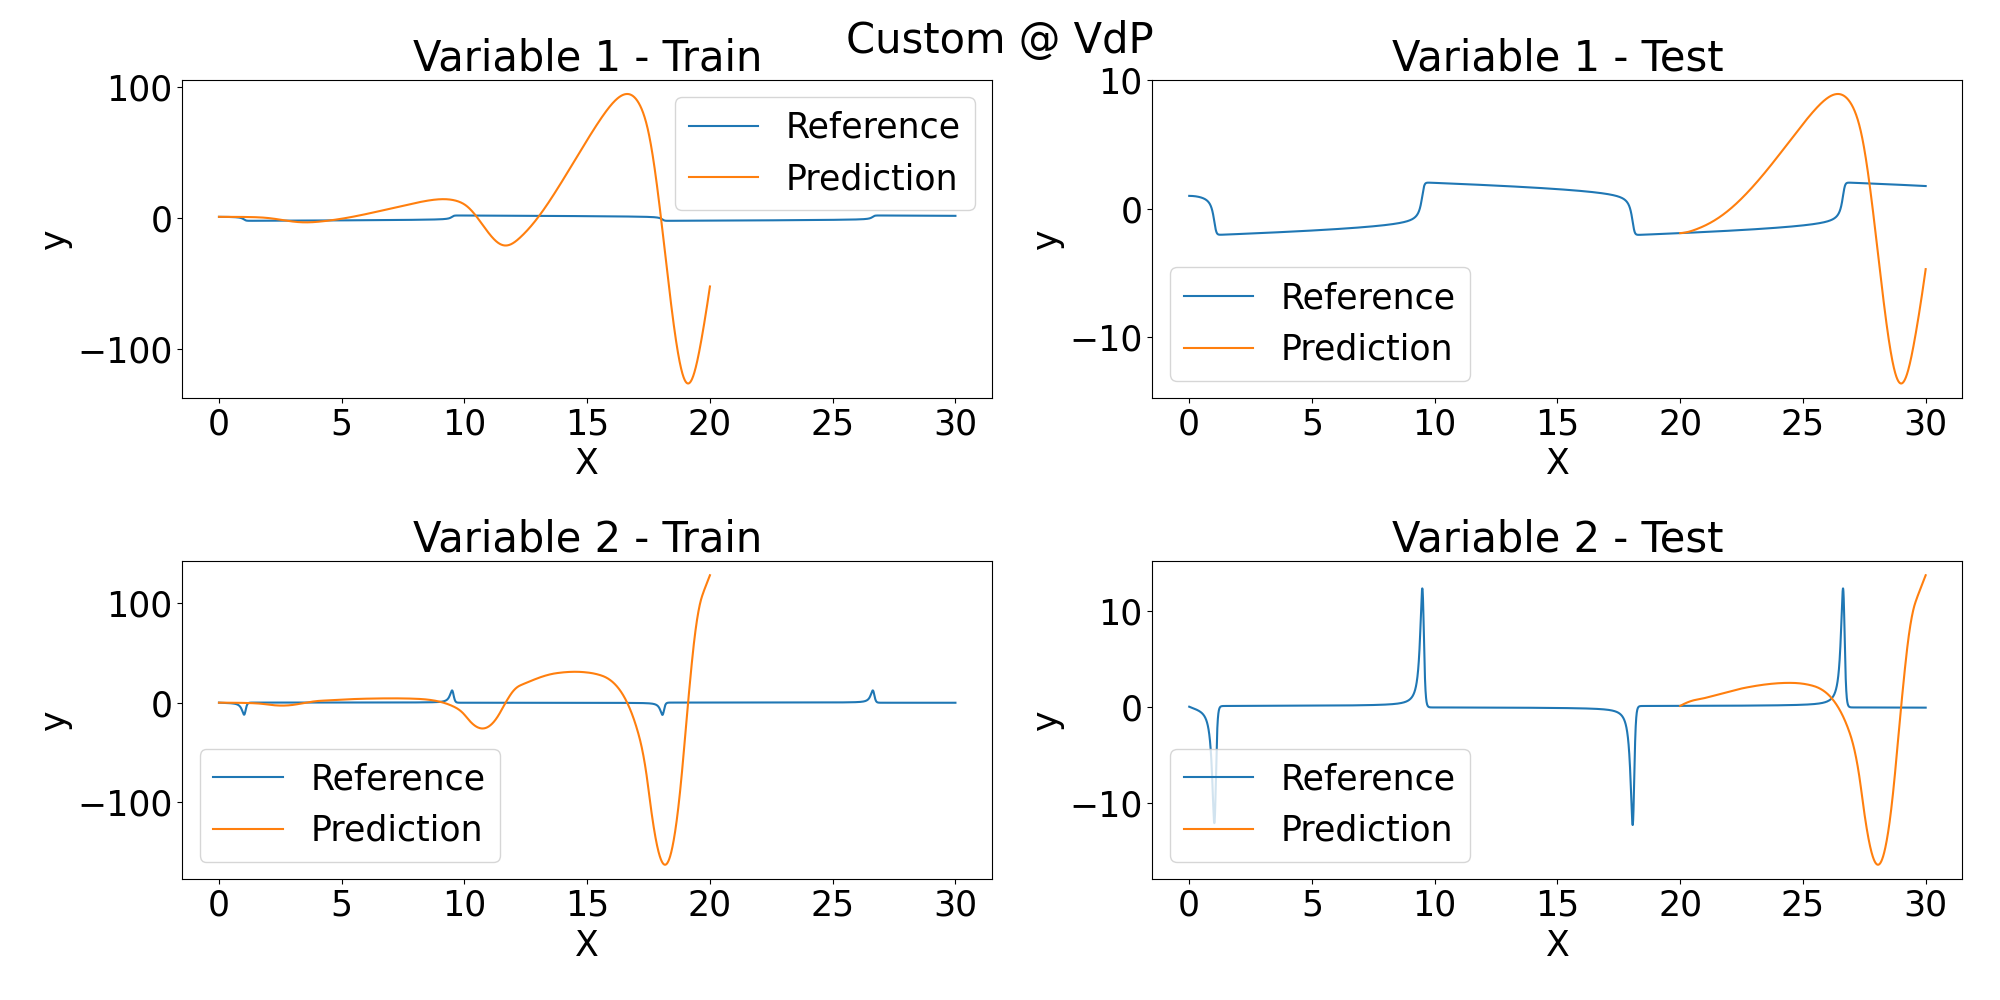 Custom @ VdP
Variable 1 - Train
100
0
−100
y
Reference
Prediction
0 5 10 15 20 25 30
X
Variable 1 - Test
10
0
−10
y
Reference
Prediction
0 5 10 15 20 25 30
X
Variable 2 - Train
100
0
−100
y
Reference
Prediction
0 5 10 15 20 25 30
X
Variable 2 - Test
10
0
−10
y
Reference
Prediction
0 5 10 15 20 25 30
X